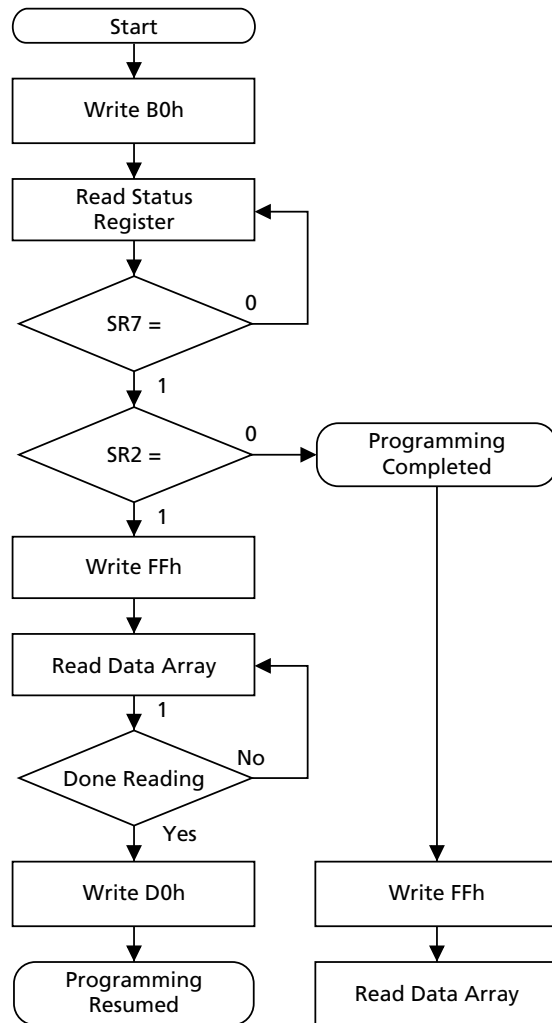 Start
Write B0h
Read Status
Register
SR7 =
0
1
SR2 =
0
Programming
Completed
1
Write FFh
Read Data Array
1
Done Reading
No
Yes
Write D0h
Write FFh
Programming
Resumed
Read Data Array